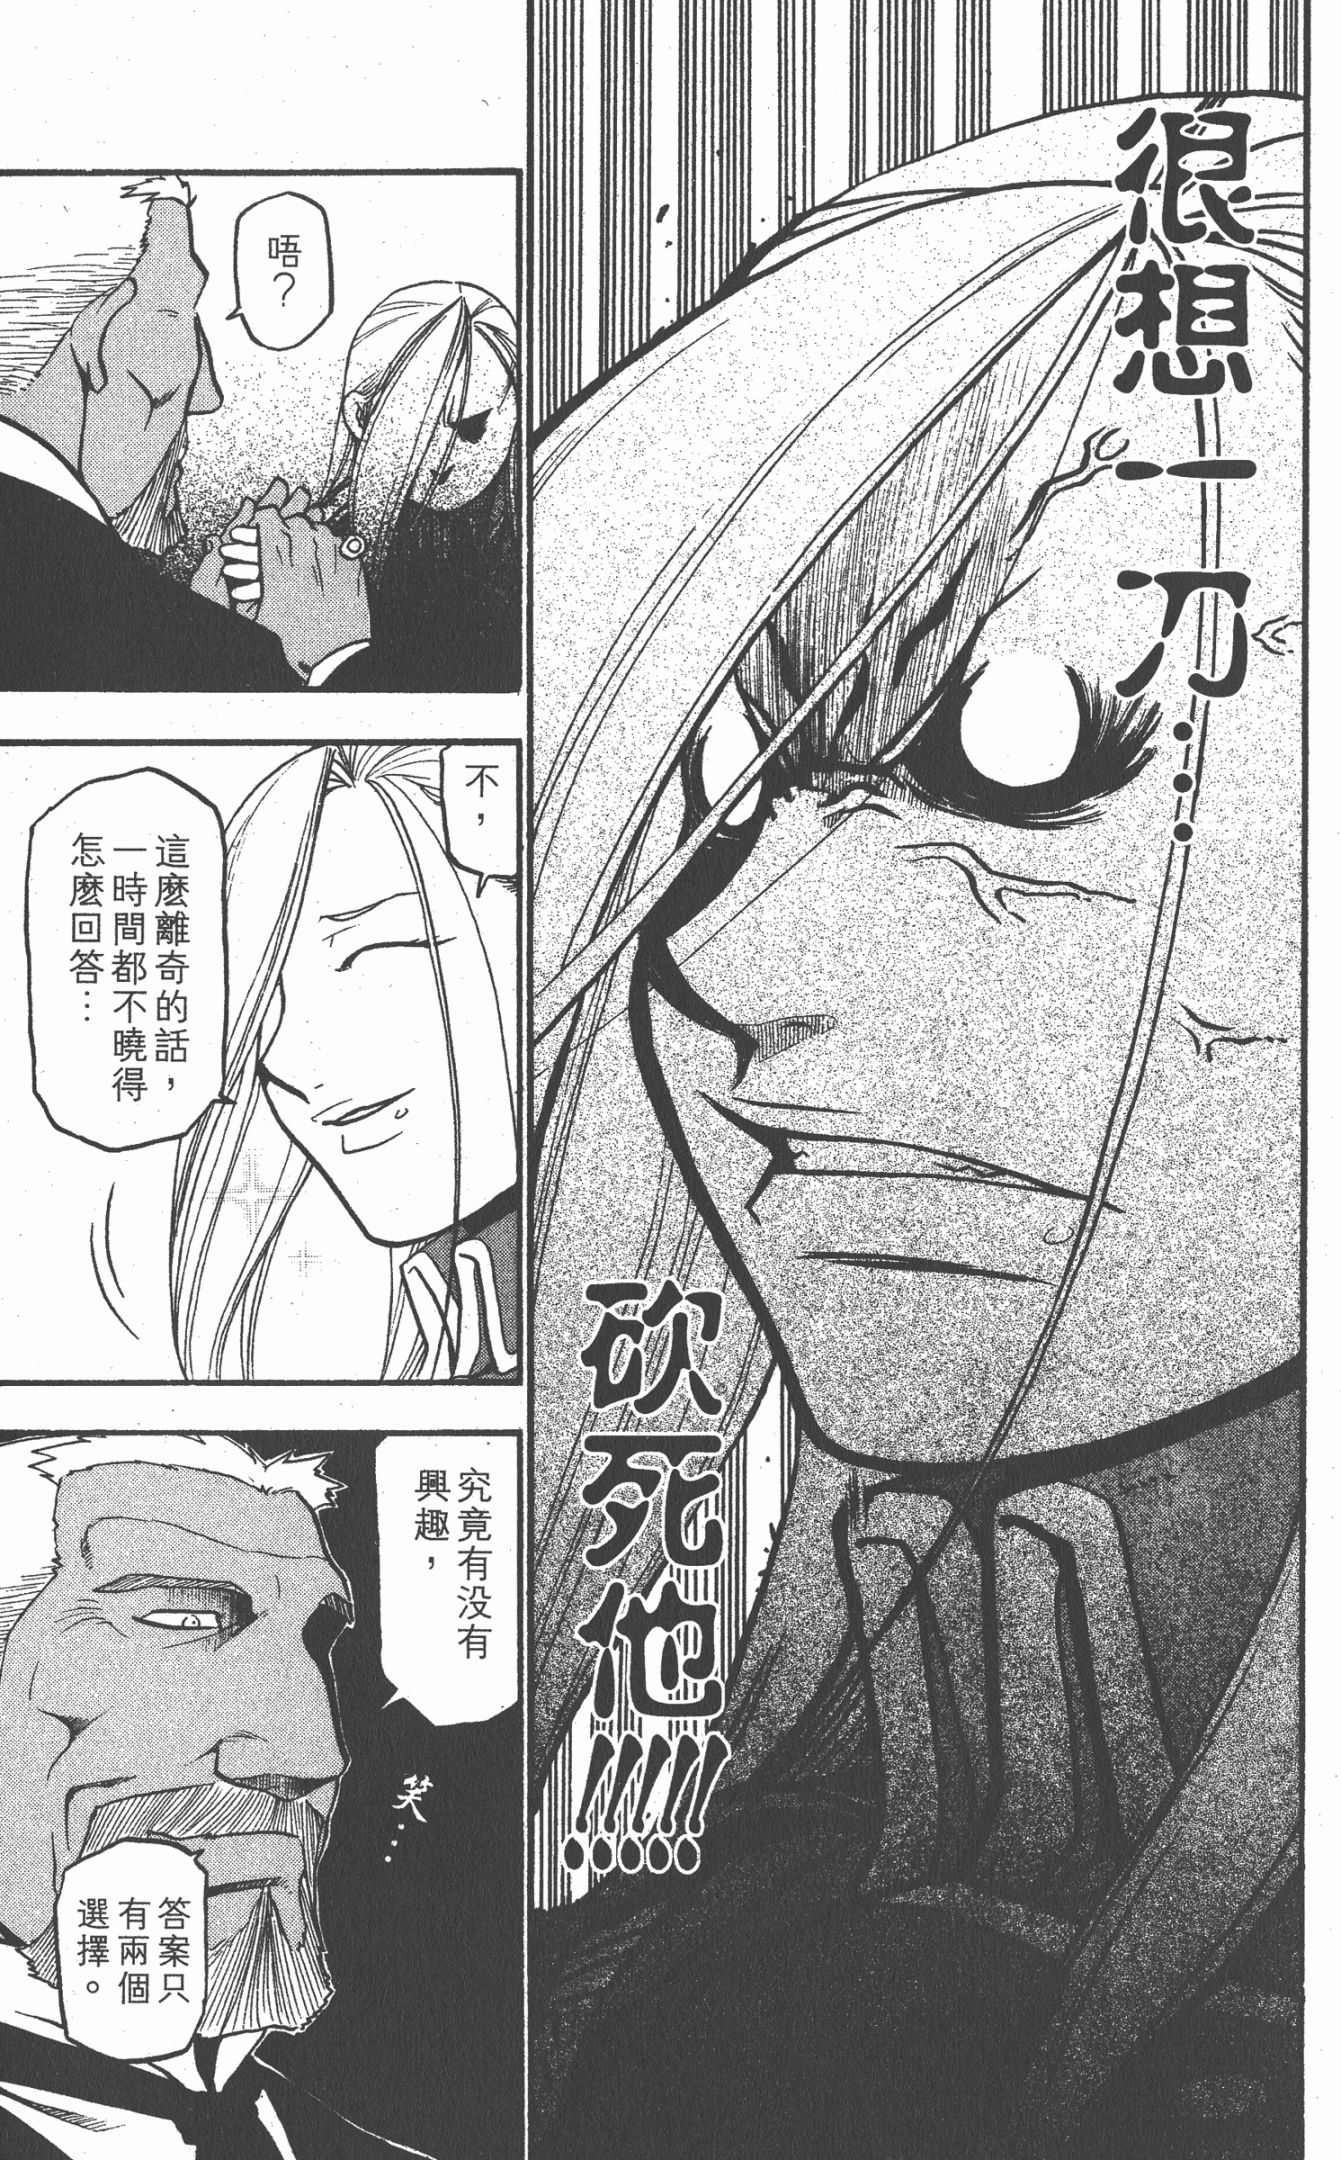 很想一刀…
砍死他!!!!!
唔?
不,
這麼離奇的話,
一時間都不曉得
怎麼回答…
究竟有沒有
興趣,
笑…
答案只
有兩個
選擇。